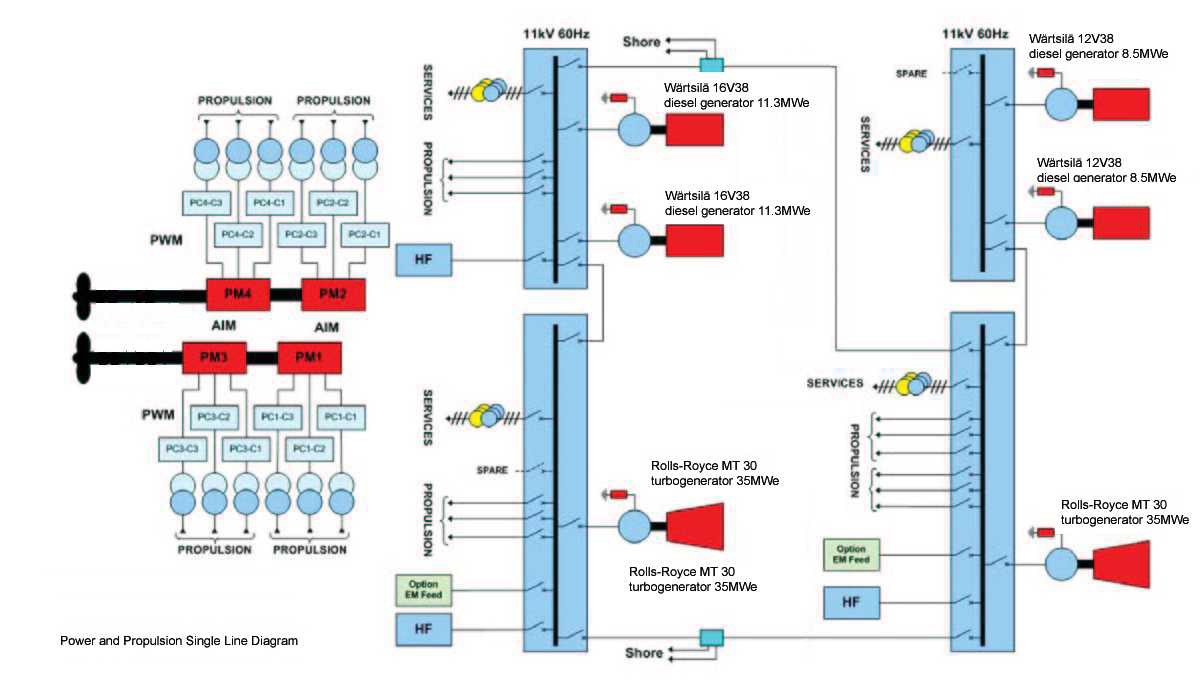 11kV 60Hz
11kV 60Hz
Shore
Wärtsilä 12V38
diesel generator 8.5MWe
SPARE
SERVICES
Wärtsilä 16V38
diesel generator 11.3MWe
PROPULSION
PROPULSION
SERVICES
PROPULSION
Wärtsilä 12V38
diesel generator 8.5MWe
PC4-C3
PC4-C1
PC2-C2
PC4-C2
PC2-C3
PC2-C1
PWM
Wärtsilä 16V38
diesel generator 11.3MWe
HF
PM4
PM2
AIM
AIM
PM3
PM1
PWM
PC3-C2
PC1-C3
PC1-C1
PC3-C3
PC3-C1
PC1-C2
PROPULSION
PROPULSION
SERVICES
SERVICES
SPARE
PROPULSION
PROPULSION
Rolls-Royce MT 30
turbogenerator 35MWe
Rolls-Royce MT 30
turbogenerator 35MWe
Rolls-Royce MT 30
turbogenerator 35MWe
Option
EM Feed
Option
EM Feed
HF
HF
Shore
Power and Propulsion Single Line Diagram